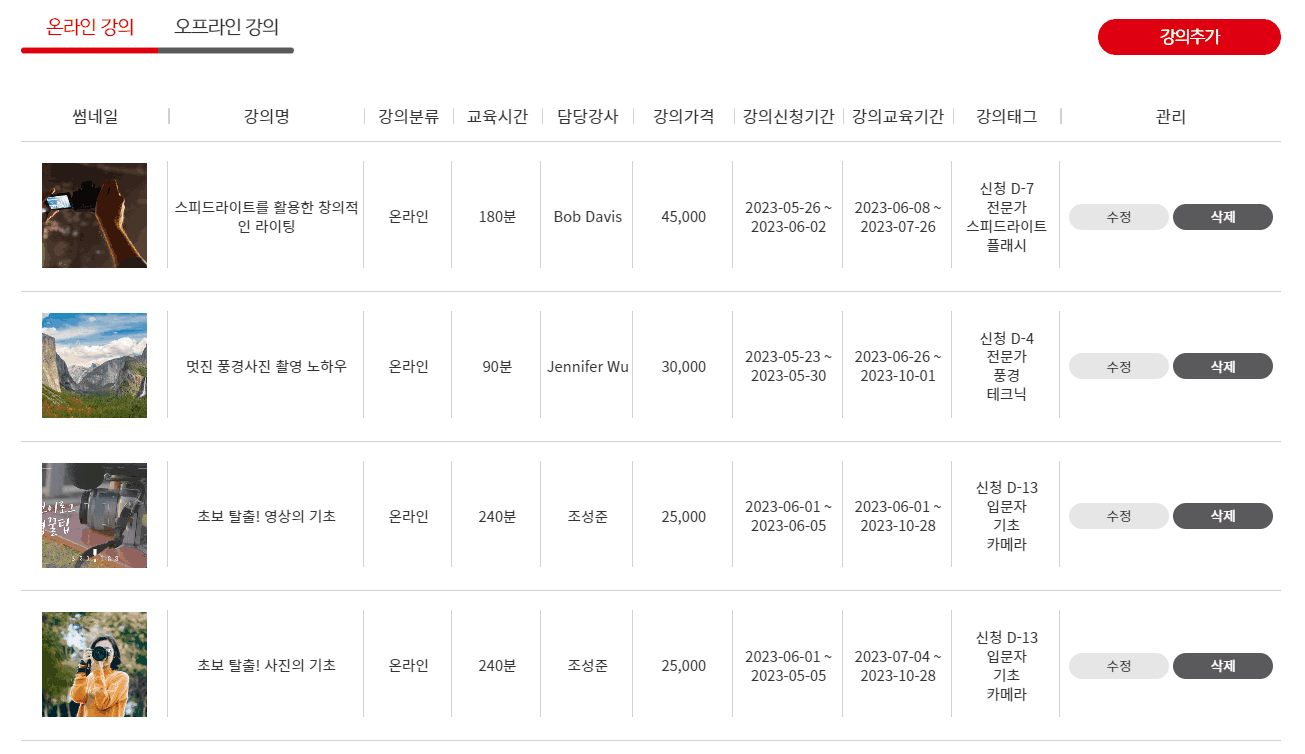 온라인 강의
오프라인 강의
강의추가
썸네일
강의명
강의분류
교육시간
담당강사
강의가격
강의신청기간
강의교육기간
강의태그
관리
스피드라이트를 활용한 창의적
인 라이팅
온라인
180분
Bob Davis
45,000
2023-05-26 ~
2023-06-02
2023-06-08 ~
2023-07-26
신청 D-7
전문가
스피드라이트
플래시
수정
삭제
멋진 풍경사진 촬영 노하우
온라인
90분
Jennifer Wu
30,000
2023-05-23 ~
2023-05-30
2023-06-26 ~
2023-10-01
신청 D-4
전문가
풍경
테크닉
수정
삭제
초보 탈출! 영상의 기초
온라인
240분
조성준
25,000
2023-06-01 ~
2023-06-05
2023-06-01 ~
2023-10-28
신청 D-13
입문자
기초
카메라
수정
삭제
초보 탈출! 사진의 기초
온라인
240분
조성준
25,000
2023-06-01 ~
2023-05-05
2023-07-04 ~
2023-10-28
신청 D-13
입문자
기초
카메라
수정
삭제